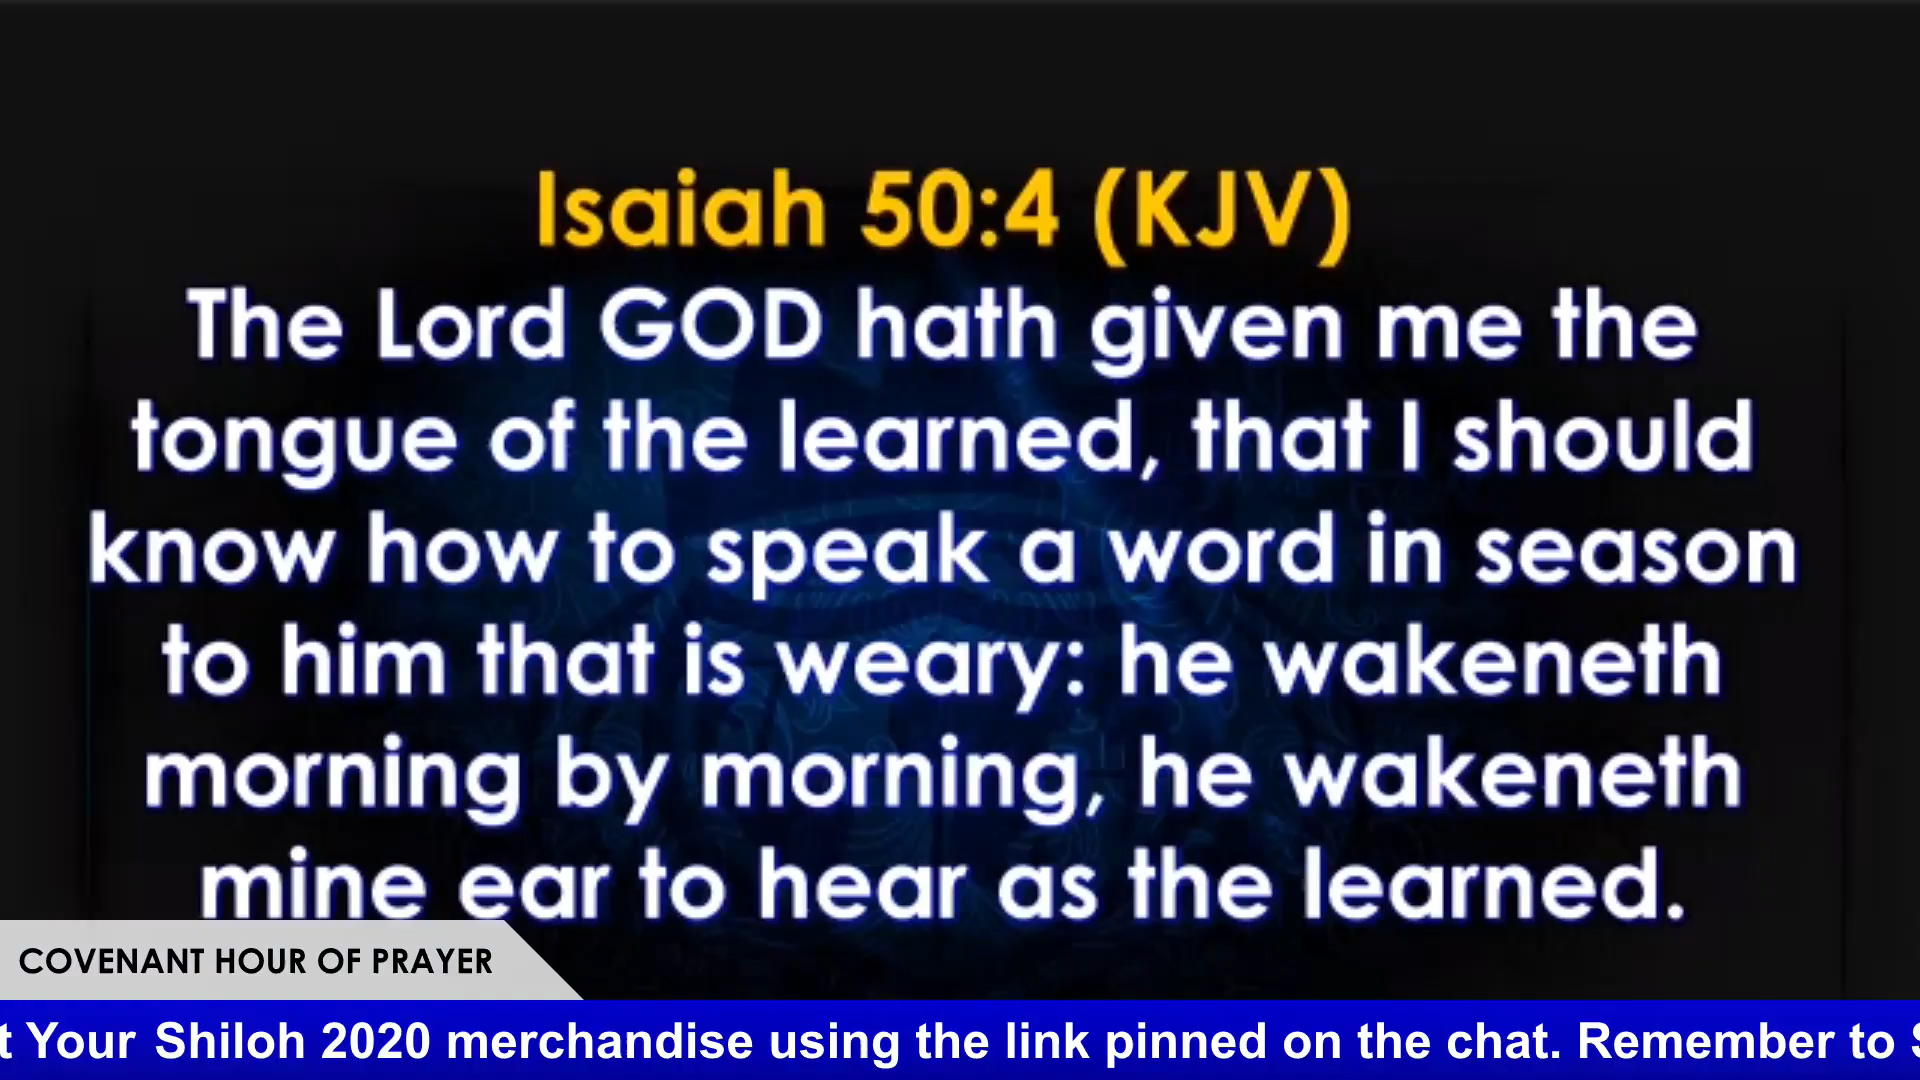 Isaiah 50:4 (KJV)
The Lord GOD hath given me the
tongue of the learned, that I should
know how to speak a word in season
to him that is weary: he wakeneth
morning by morning, he wakeneth
mine ear to hear as the learned.
COVENANT HOUR OF PRAYER
Your Shiloh 2020 merchandise using the link pinned on the chat. Remember to